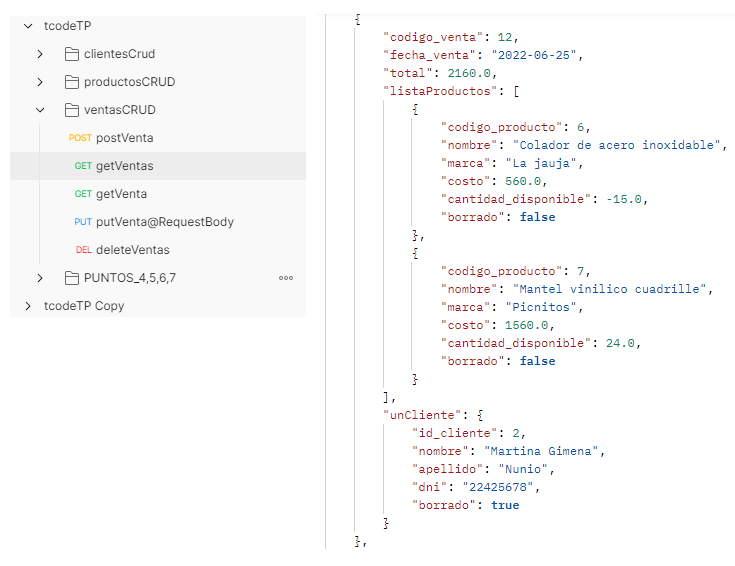 tcodeTP
clientesCrud
productosCRUD
ventasCRUD
POST postVenta
GET getVentas
GET getVenta
PUT putVenta@RequestBody
DEL deleteVentas
PUNTOS_4,5,6,7
tcodeTP Copy
{
"codigo_venta": 12,
"fecha_venta": "2022-06-25",
"total": 2160.0,
"listaProductos": [
{
"codigo_producto": 6,
"nombre": "Colador de acero inoxidable",
"marca": "La jauja",
"costo": 560.0,
"cantidad_disponible": -15.0,
"borrado": false
},
{
"codigo_producto": 7,
"nombre": "Mantel vinilico cuadrille",
"marca": "Picnitos",
"costo": 1560.0,
"cantidad_disponible": 24.0,
"borrado": false
}
],
"unCliente": {
"id_cliente": 2,
"nombre": "Martina Gimena",
"apellido": "Nunio",
"dni": "22425678",
"borrado": true
}
},